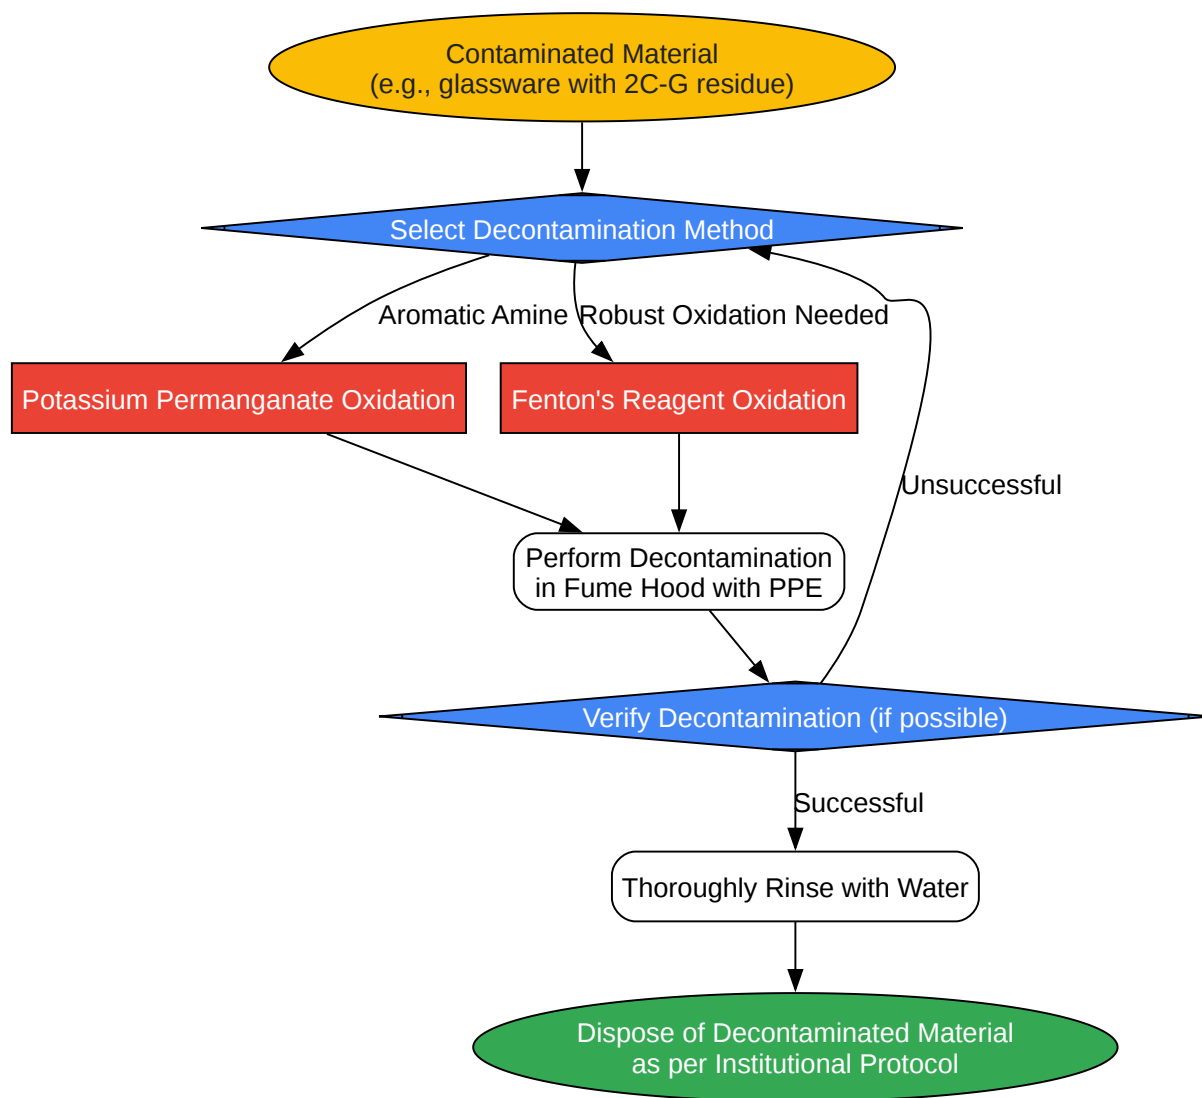 Contaminated Material
(e.g., glassware with 2C-G residue)
Select Decontamination Method
Aromatic Amine
Robust Oxidation Needed
Potassium Permanganate Oxidation
Fenton's Reagent Oxidation
Unsuccessful
Perform Decontamination
in Fume Hood with PPE
Verify Decontamination (if possible)
Successful
Thoroughly Rinse with Water
Dispose of Decontaminated Material
as per Institutional Protocol